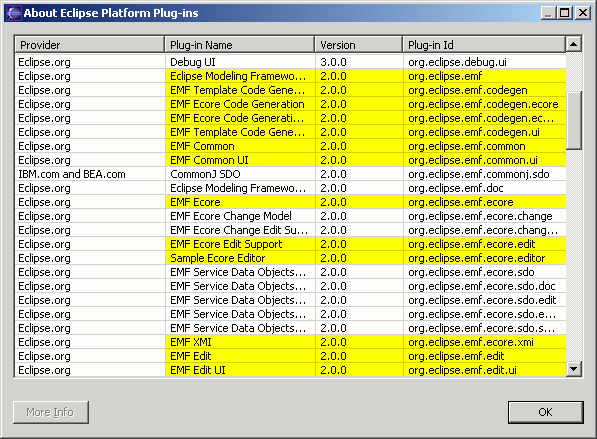 About Eclipse Platform Plug-ins
Provider Plug-in Name Version Plug-in Id
Eclipse.org Debug UI 3.0.0 org.eclipse.debug.ui
Eclipse.org Eclipse Modeling Framewo... 2.0.0 org.eclipse.emf
Eclipse.org EMF Template Code Gene... 2.0.0 org.eclipse.emf.codegen
Eclipse.org EMF Ecore Code Generation 2.0.0 org.eclipse.emf.codegen.ecore
Eclipse.org EMF Ecore Code Generati... 2.0.0 org.eclipse.emf.codegen.ec...
Eclipse.org EMF Template Code Gene... 2.0.0 org.eclipse.emf.codegen.ui
Eclipse.org EMF Common 2.0.0 org.eclipse.emf.common
Eclipse.org EMF Common UI 2.0.0 org.eclipse.emf.common.ui
IBM.com and BEA.com CommonJ SDO 2.0.0 org.eclipse.emf.commonj.sdo
Eclipse.org Eclipse Modeling Framewo... 2.0.0 org.eclipse.emf.doc
Eclipse.org EMF Ecore 2.0.0 org.eclipse.emf.ecore
Eclipse.org EMF Ecore Change Model 2.0.0 org.eclipse.emf.ecore.change
Eclipse.org EMF Ecore Change Edit Su... 2.0.0 org.eclipse.emf.ecore.chang...
Eclipse.org EMF Ecore Edit Support 2.0.0 org.eclipse.emf.ecore.edit
Eclipse.org Sample Ecore Editor 2.0.0 org.eclipse.emf.ecore.editor
Eclipse.org EMF Service Data Objects... 2.0.0 org.eclipse.emf.ecore.sdo
Eclipse.org EMF Service Data Objects... 2.0.0 org.eclipse.emf.ecore.sdo.doc
Eclipse.org EMF Service Data Objects... 2.0.0 org.eclipse.emf.ecore.sdo.edit
Eclipse.org EMF Service Data Objects... 2.0.0 org.eclipse.emf.ecore.sdo.e...
Eclipse.org EMF Service Data Objects... 2.0.0 org.eclipse.emf.ecore.sdo.s...
Eclipse.org EMF XMI 2.0.0 org.eclipse.emf.ecore.xmi
Eclipse.org EMF Edit 2.0.0 org.eclipse.emf.edit
Eclipse.org EMF Edit UI 2.0.0 org.eclipse.emf.edit.ui
More Info OK